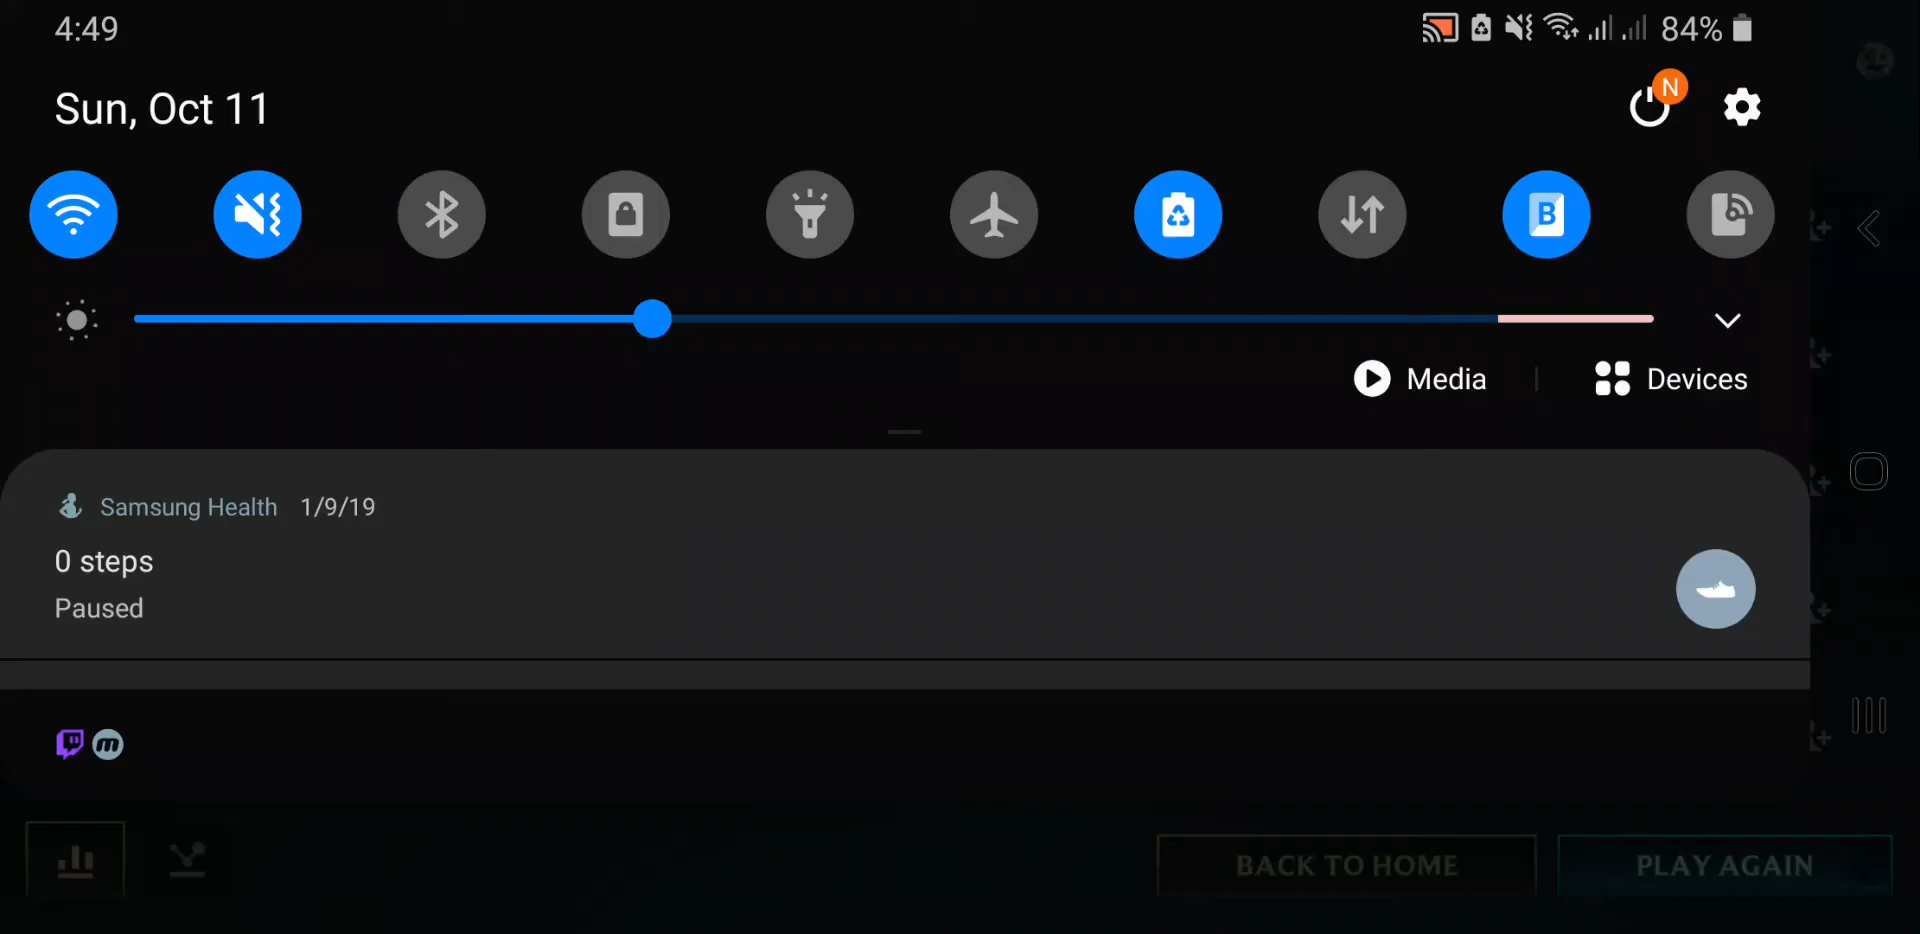 4:49
84%
Sun, Oct 11
N
B
Media
Devices
Samsung Health 1/9/19
0 steps
Paused
m
BACK TO HOME
PLAY AGAIN